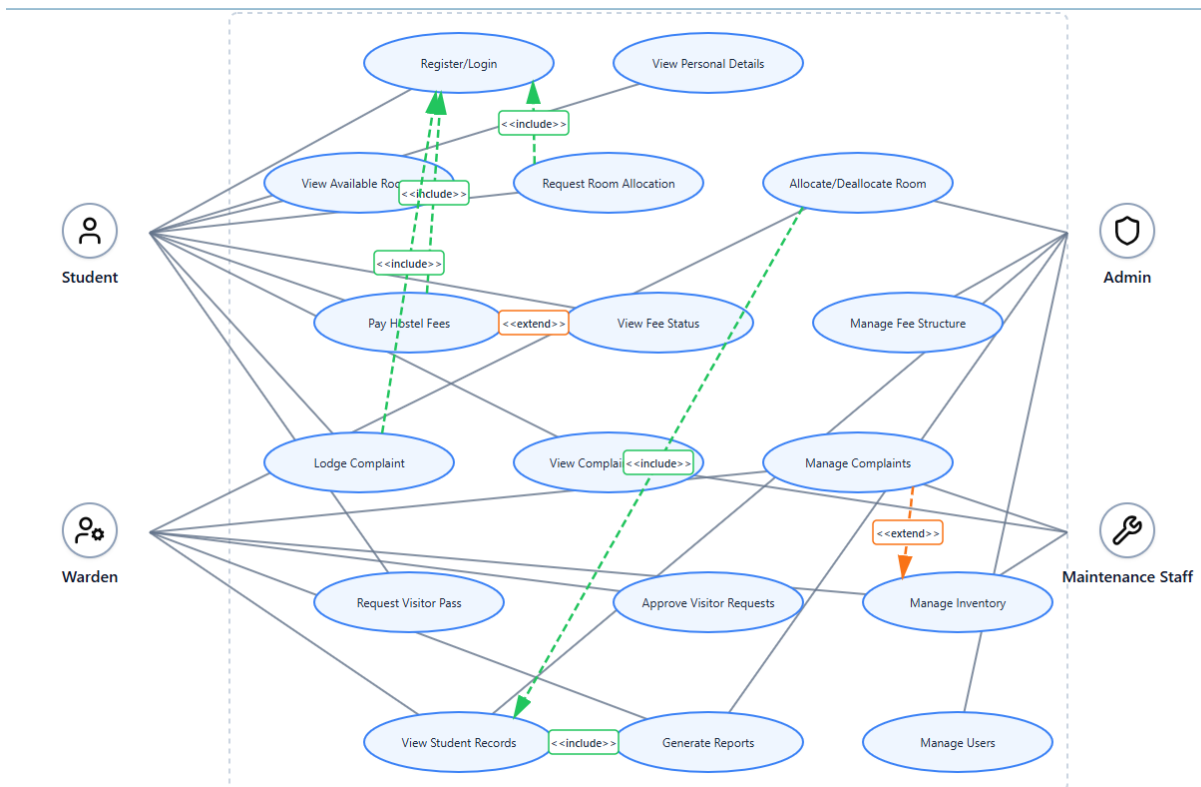 Register/Login
View Personal Details
<<include>>
View Available Roo
<<include>>
Request Room Allocation
Allocate/Deallocate Room
Student
Admin
<<include>>
Pay Hostel Fees
<<extend>>
View Fee Status
Manage Fee Structure
Lodge Complaint
View Complai
<<include>>
Manage Complaints
<<extend>>
Warden
Maintenance Staff
Request Visitor Pass
Approve Visitor Requests
Manage Inventory
View Student Records
<<include>>
Generate Reports
Manage Users